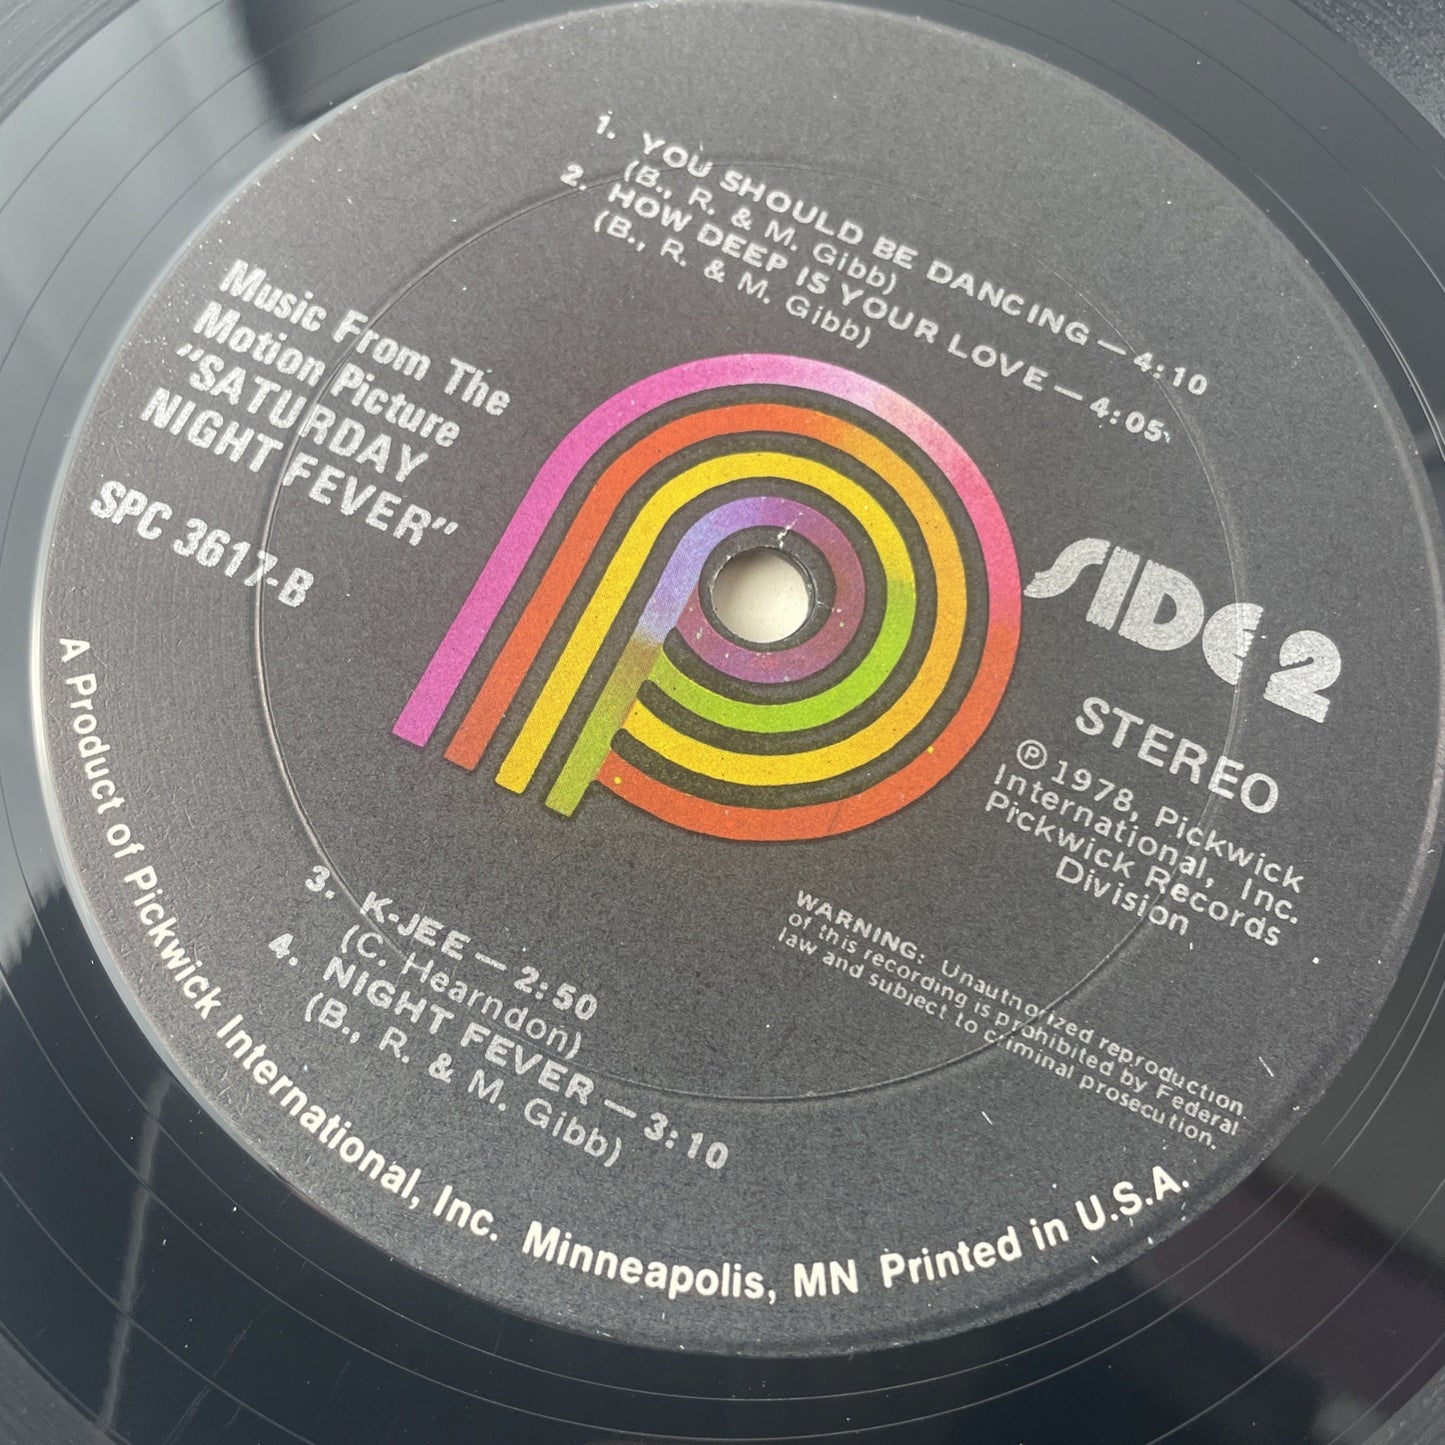 1. YOU SHOULD BE DANCING — 4:10
(B., R. & M. Gibb)
2. HOW DEEP IS YOUR LOVE — 4:05
(B., R. & M. Gibb)
Music From The
Motion Picture
"SATURDAY
NIGHT FEVER"
SPC 3617-B
SIDE 2
STEREO
℗ 1978, Pickwick
International, Inc.
Pickwick Records
Division
3. K-JEE — 2:50
(C. Hearndon)
4. NIGHT FEVER — 3:10
(B., R. & M. Gibb)
WARNING: Unauthorized reproduction
of this recording is prohibited by Federal
law and subject to criminal prosecution.
A Product of Pickwick International, Inc. Minneapolis, MN Printed in U.S.A.